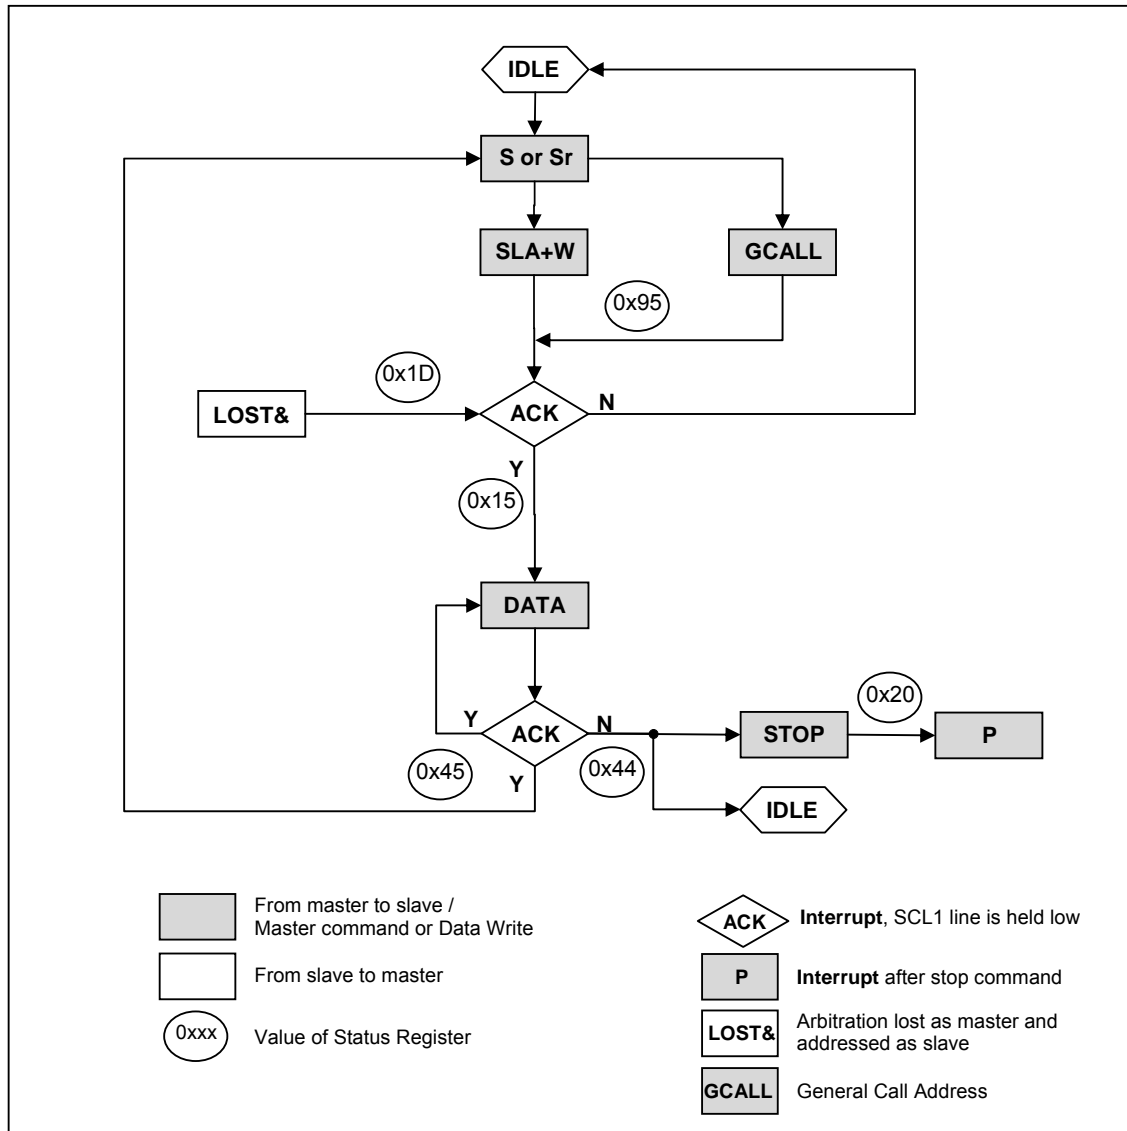 IDLE
S or Sr
SLA+W
GCALL
0x95
0x1D
LOST&
ACK
N
Y
0x15
DATA
Y
ACK
N
0x20
STOP
P
0x45
Y
0x44
IDLE
From master to slave /
Master command or Data Write
From slave to master
0xxx
Value of Status Register
ACK
Interrupt, SCL1 line is held low
P
Interrupt after stop command
LOST&
Arbitration lost as master and
addressed as slave
GCALL
General Call Address